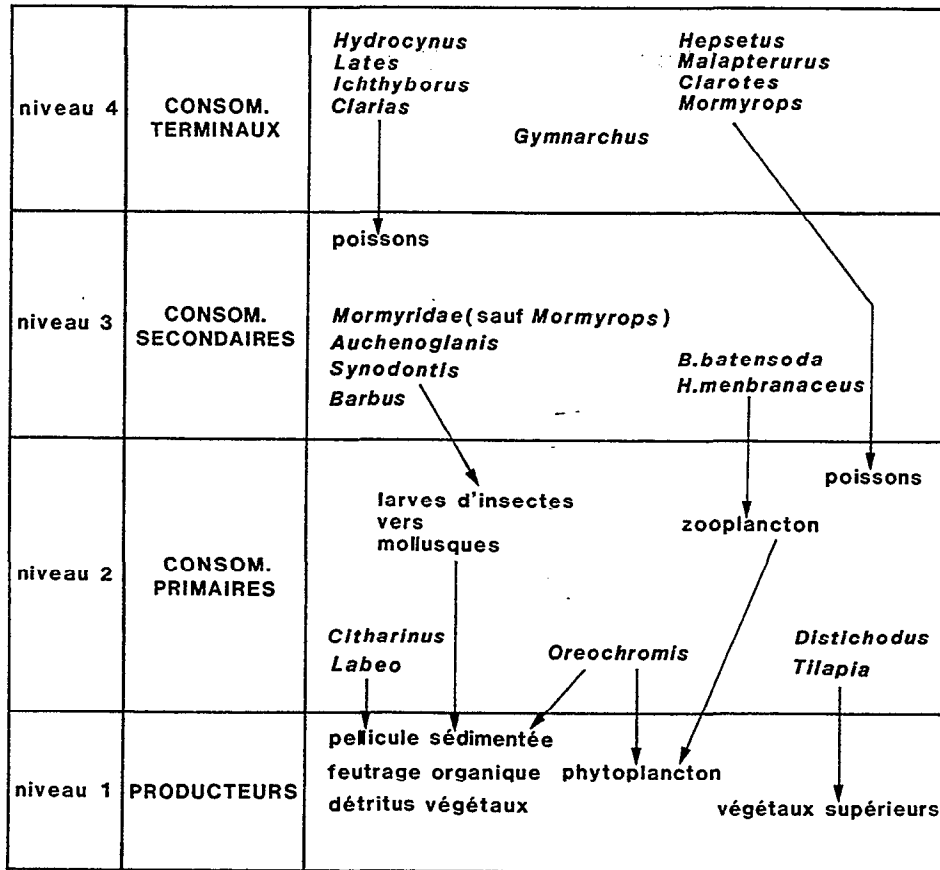 niveau 4
CONSOM.
TERMINAUX
Hydrocynus
Lates
Ichthyborus
Clarias
Hepsetus
Malapterurus
Clarotes
Mormyrops
Gymnarchus
niveau 3
CONSOM.
SECONDAIRES
poissons
Mormyridae (sauf Mormyrops)
Auchenoglanis
Synodontis
Barbus
B.batensoda
H.menbranaceus
niveau 2
CONSOM.
PRIMAIRES
poissons
larves d'insectes
vers
mollusques
zooplancton
Citharinus
Labeo
Oreochromis
Distichodus
Tilapia
niveau 1
PRODUCTEURS
pellicule sédimentée
feutrage organique
détritus végétaux
phytoplancton
végétaux supérieurs